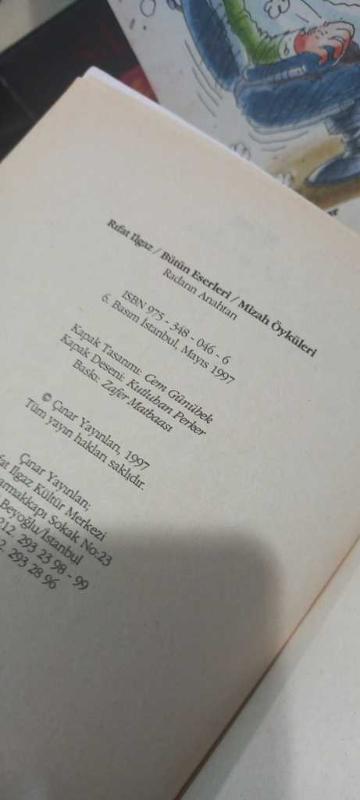 Rıfat Ilgaz / Bütün Eserleri / Mizah Öyküleri
Radarın Anahtarı
ISBN 975 - 348 - 046 - 6
6. Basım İstanbul, Mayıs 1997
Kapak Tasarımı: Cem Günübek
Kapak Deseni: Kutluhan Perker
Baskı: Zafer Matbaası
© Çınar Yayınları, 1997
Tüm yayın hakları saklıdır.
Çınar Yayınları;
fat Ilgaz Kültür Merkezi
armakkapı Sokak No:23
Beyoğlu/İstanbul
212 293 23 98 - 99
2. 293 28 96